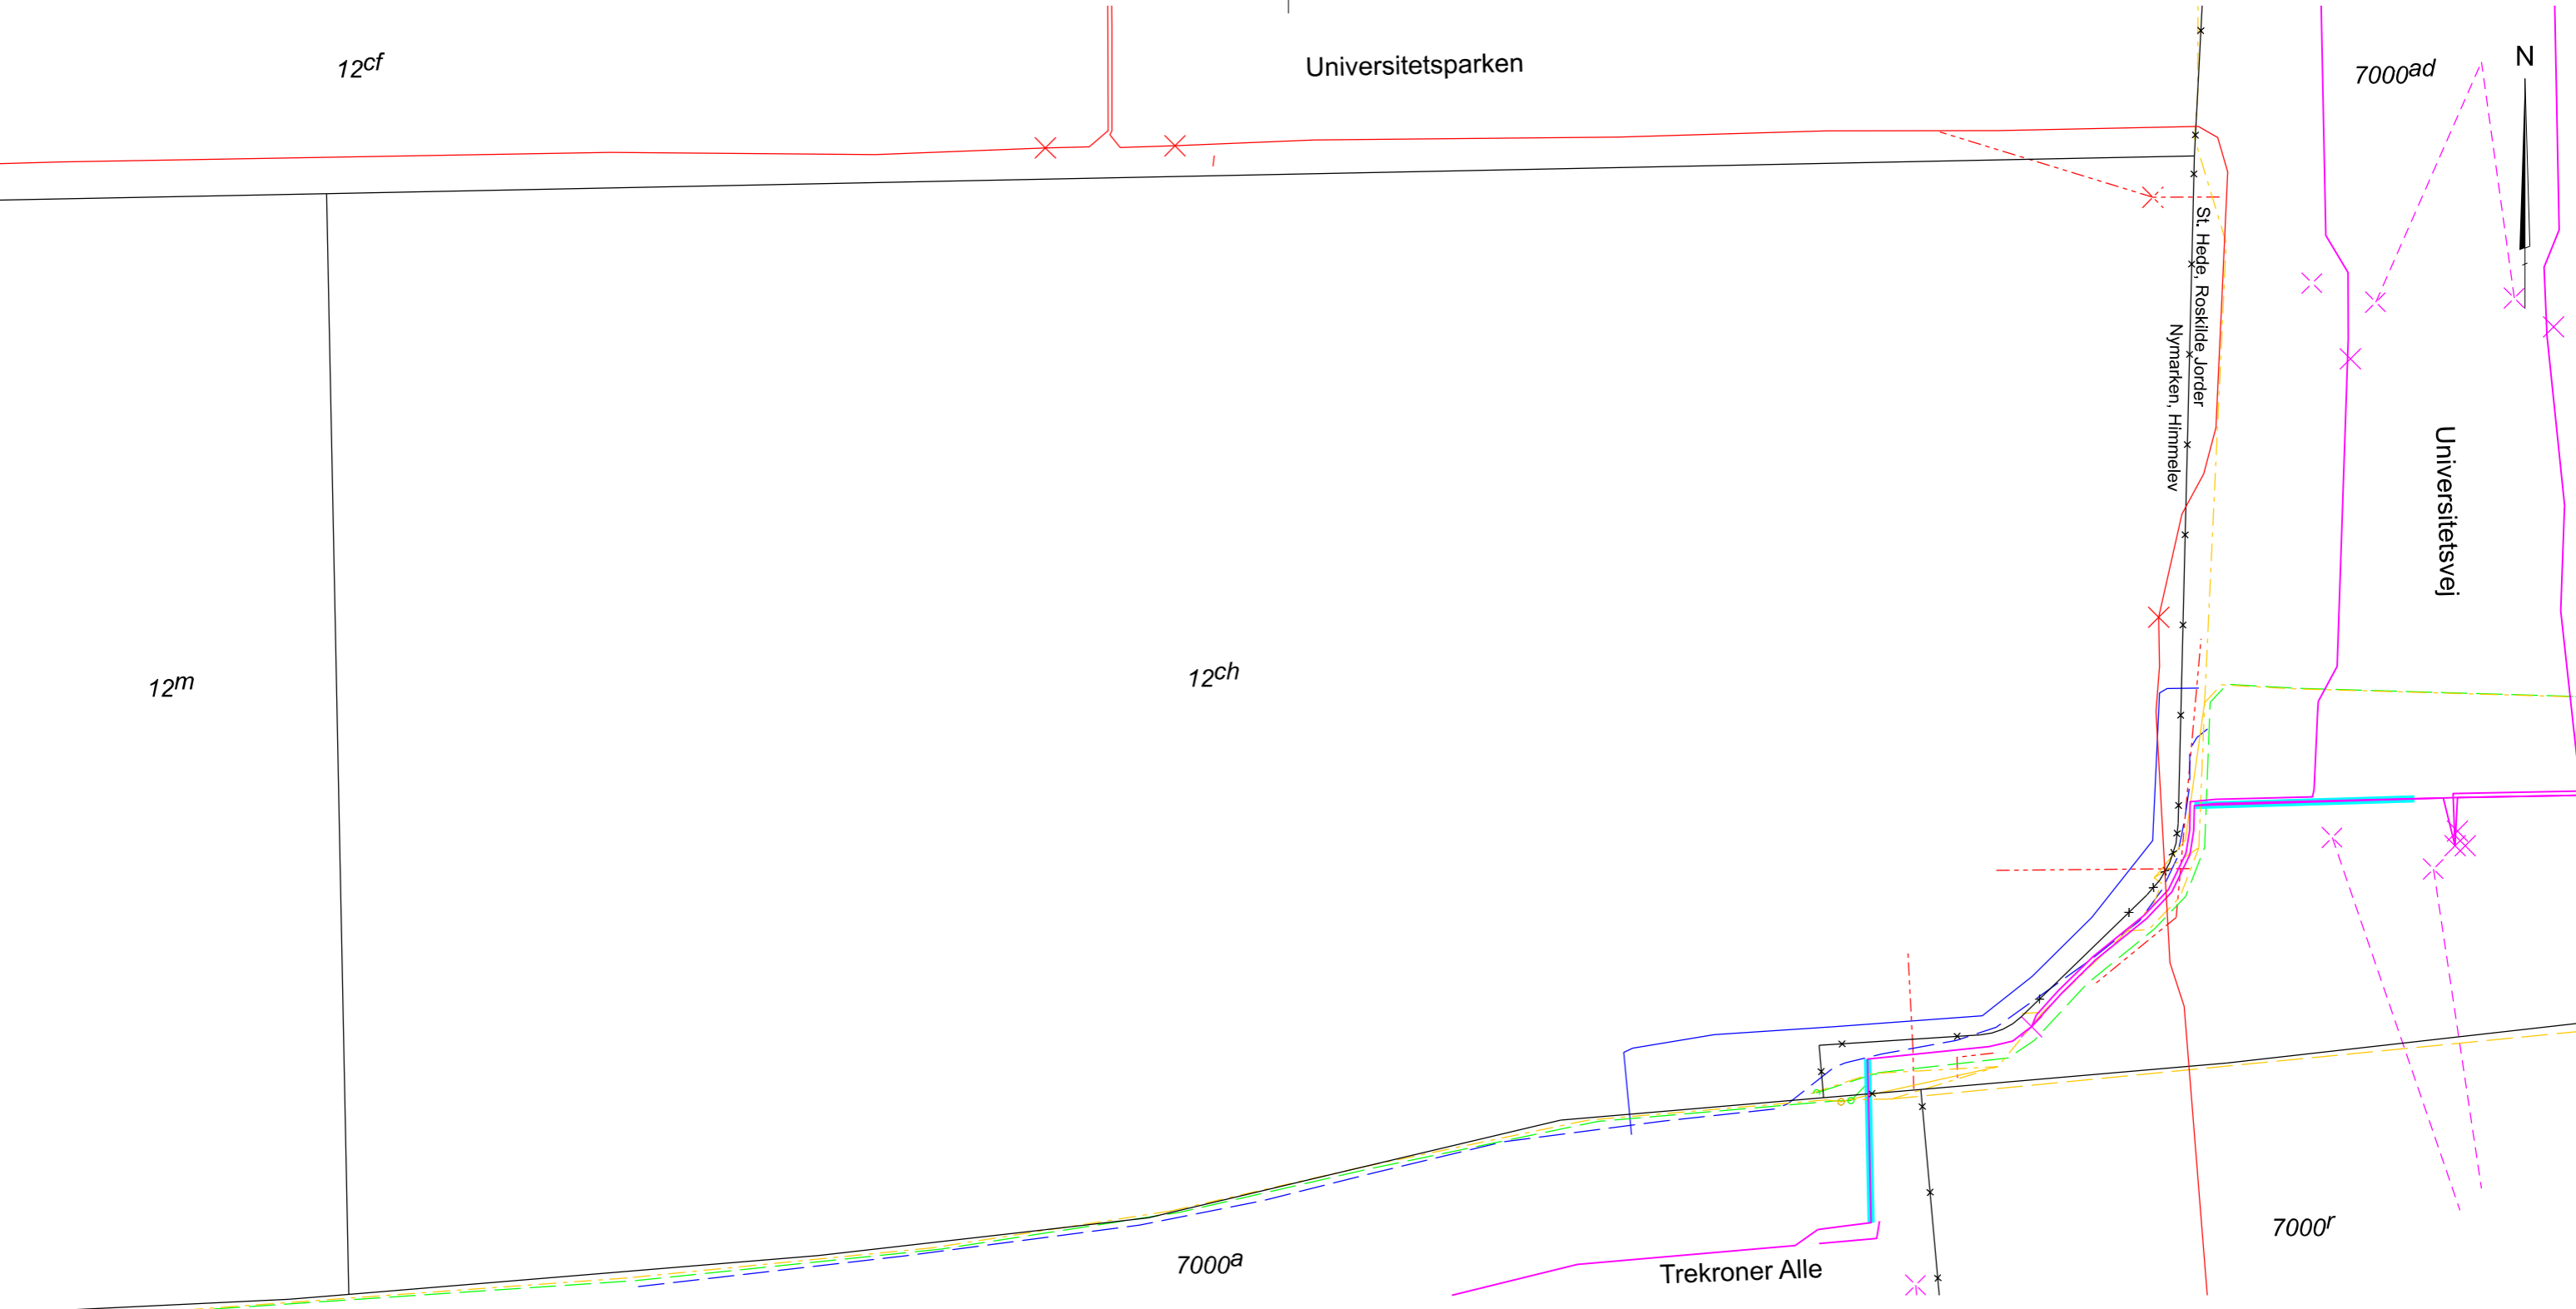 12cf
Universitetsparken
7000ad
N
St. Hede, Roskilde Jorder
Nymarken, Himmelev
Universitetsvej
12m
12ch
7000a
Trekroner Alle
7000r